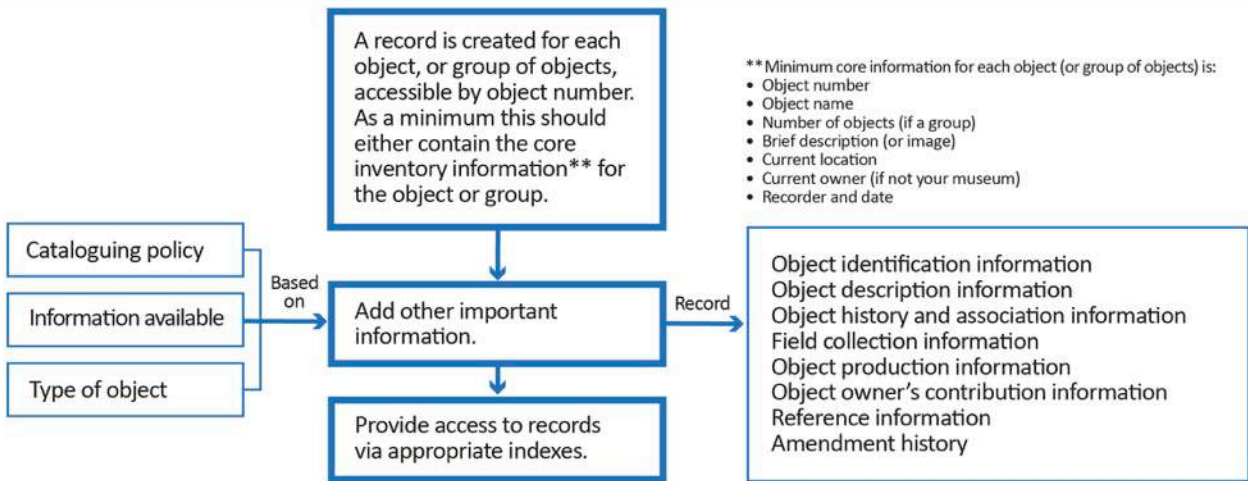 A record is created for each
object, or group of objects,
accessible by object number.
As a minimum this should
either contain the core
inventory information** for
the object or group.
**Minimum core information for each object (or group of objects) is:
• Object number
• Object name
• Number of objects (if a group)
• Brief description (or image)
• Current location
• Current owner (if not your museum)
• Recorder and date
Cataloguing policy
Information available
Type of object
Based
on
Add other important
information.
Record
Object identification information
Object description information
Object history and association information
Field collection information
Object production information
Object owner's contribution information
Reference information
Amendment history
Provide access to records
via appropriate indexes.